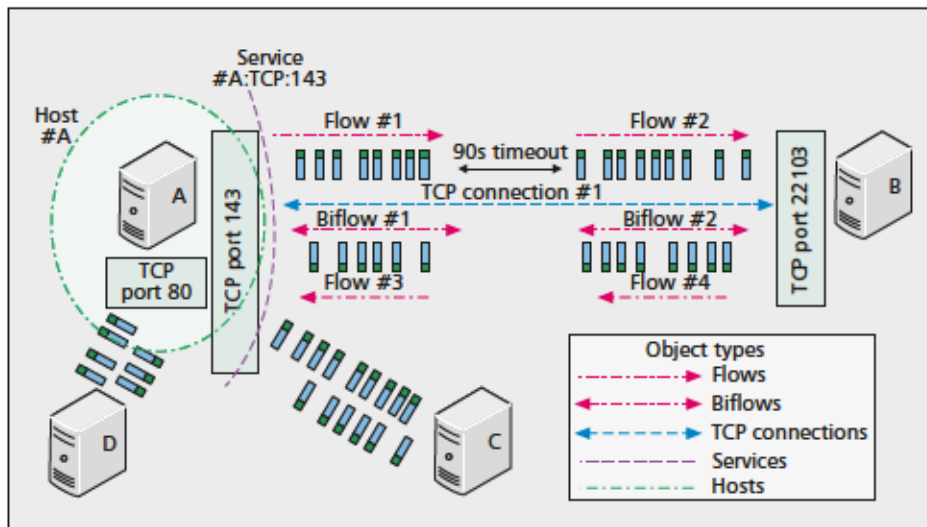 Service
#A:TCP:143
Host
#A
Flow #1
Flow #2
90s timeout
A
TCP port 143
TCP connection #1
TCP port 22103
B
Biflow #1
Biflow #2
TCP
port 80
Flow #3
Flow #4
D
C
Object types
Flows
Biflows
TCP connections
Services
Hosts